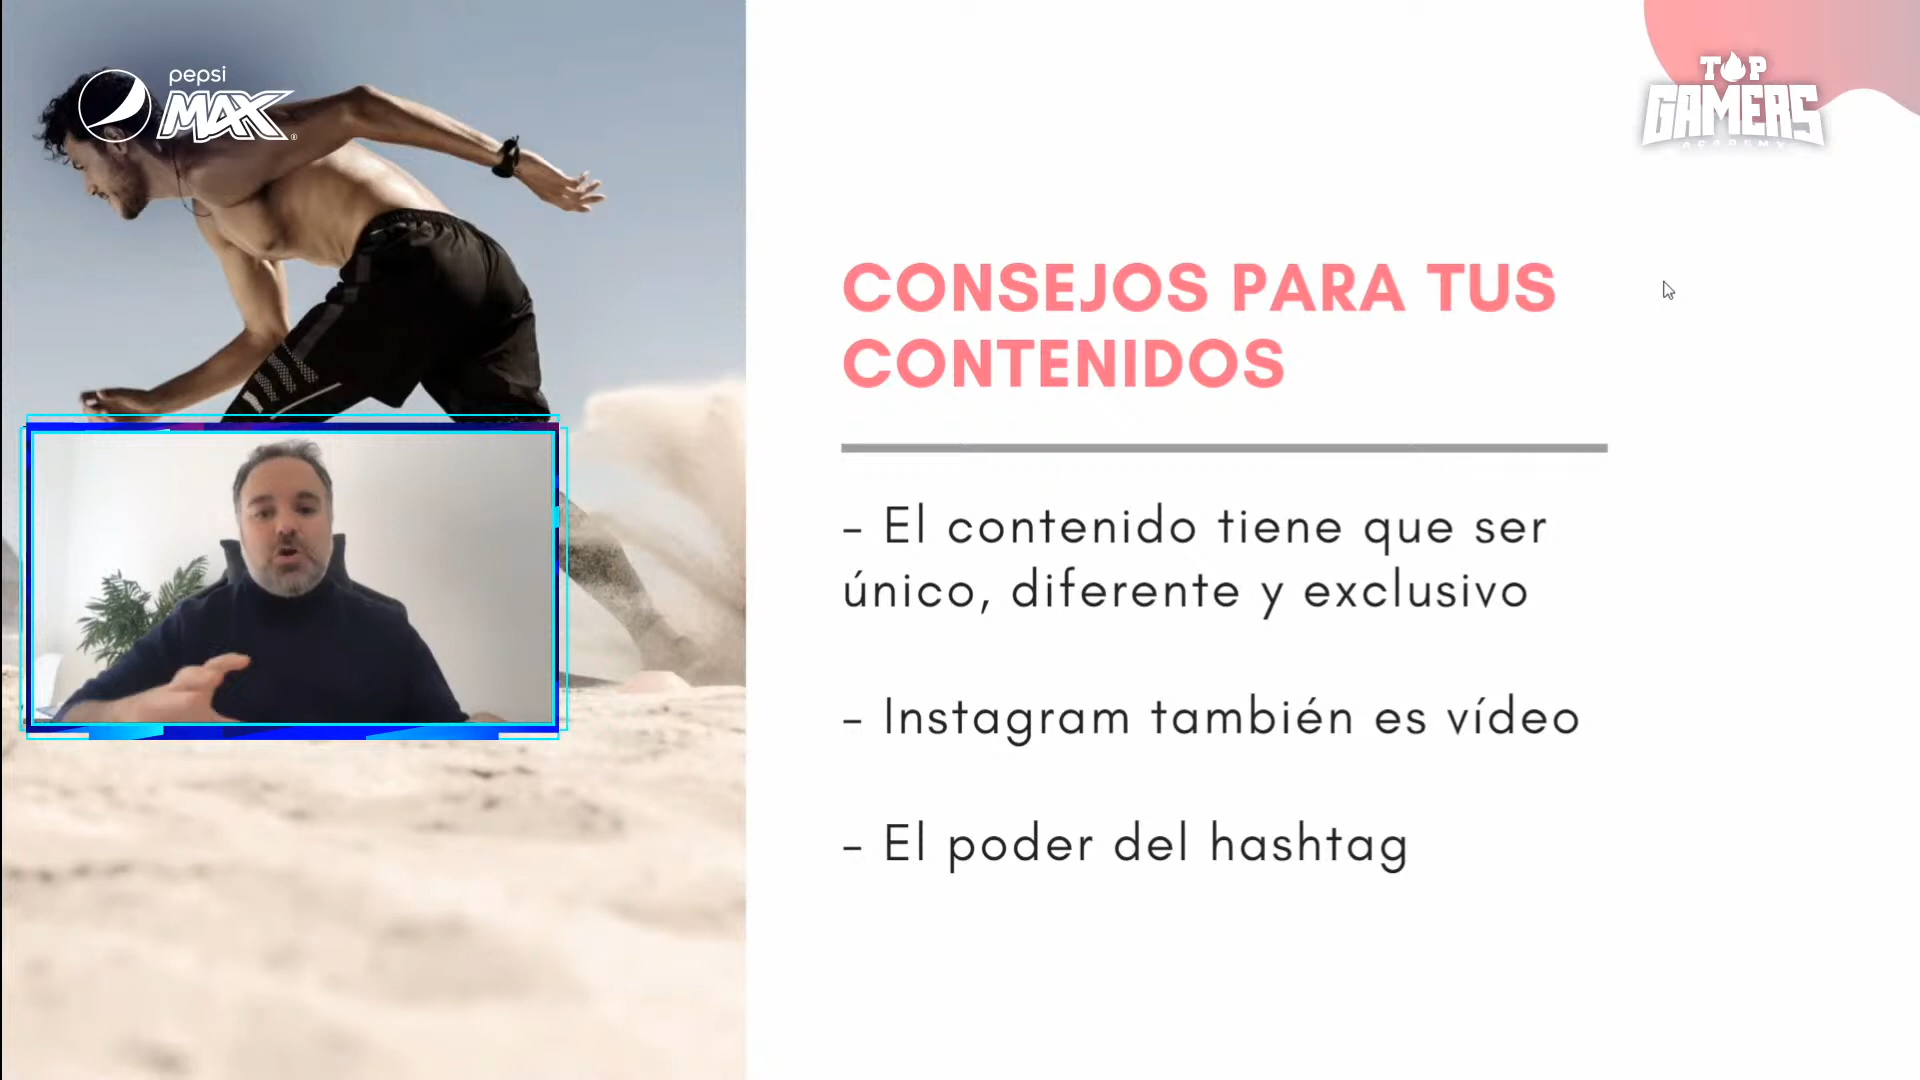 pepsi
MAX
TOP
GAMERS
ACADEMY
CONSEJOS PARA TUS
CONTENIDOS
- El contenido tiene que ser
único, diferente y exclusivo
- Instagram también es vídeo
- El poder del hashtag